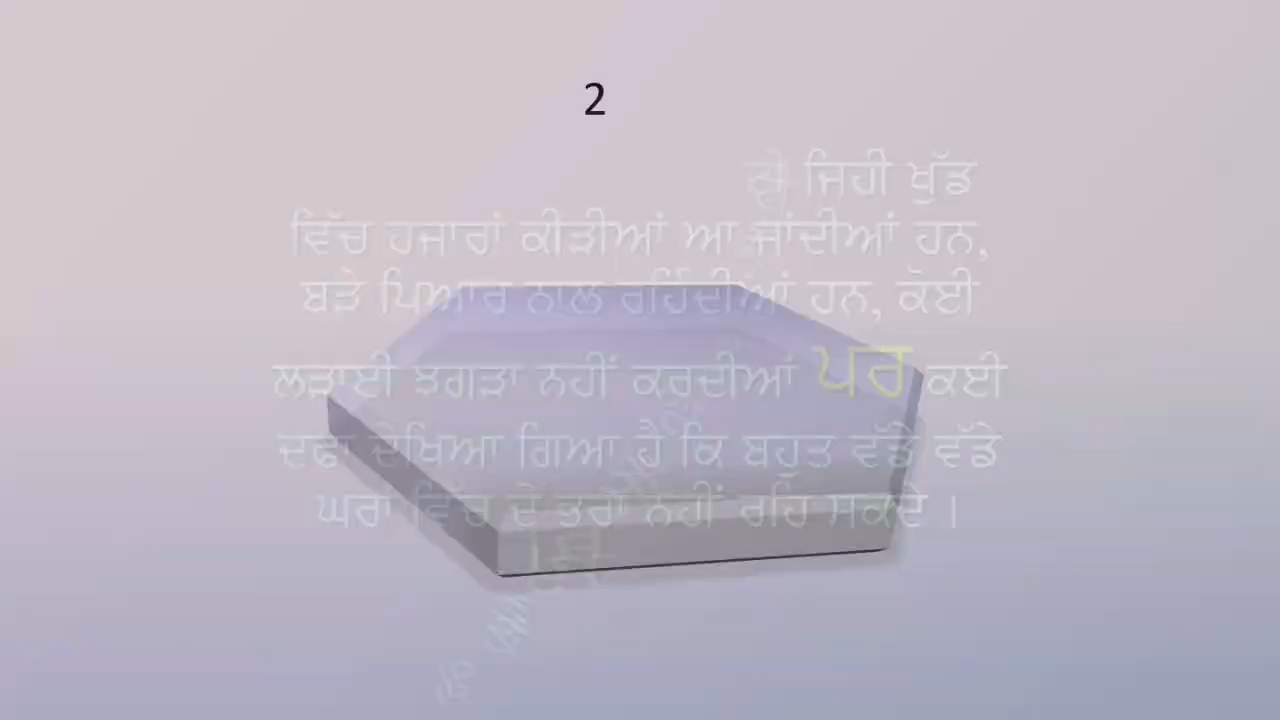 2
ਜਿਹੀ ਖੁੱਡ
ਵਿੱਚ ਹਜਾਰਾਂ ਕੀੜੀਆਂ ਆ ਜਾਂਦੀਆਂ ਹਨ,
ਬੜੇ ਪਿਆਰ ਨਾਲ ਰਹਿੰਦੀਆਂ ਹਨ, ਕੋਈ
ਲੜਾਈ ਝਗੜਾ ਨਹੀਂ ਕਰਦੀਆਂ ਪਰ ਕਈ
ਦਫਾ ਦੇਖਿਆ ਗਿਆ ਹੈ ਕਿ ਬਹੁਤ ਵੱਡੇ ਵੱਡੇ
ਘਰਾਂ ਵਿੱਚ ਦੋ ਭਰਾ ਨਹੀਂ ਰਹਿ ਸਕਦੇ ।